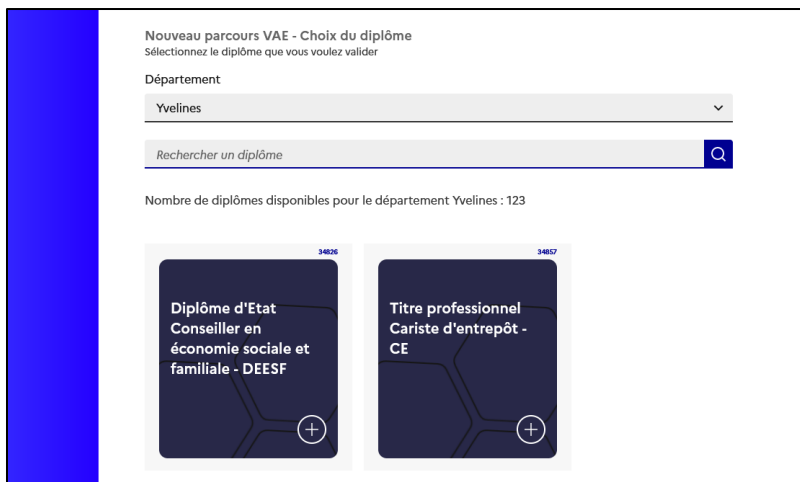 Nouveau parcours VAE - Choix du diplôme
Sélectionnez le diplôme que vous voulez valider
Département
Yvelines
Rechercher un diplôme
Nombre de diplômes disponibles pour le département Yvelines : 123
34826
Diplôme d'Etat
Conseiller en
économie sociale et
familiale - DEESF
34857
Titre professionnel
Cariste d'entrepôt -
CE